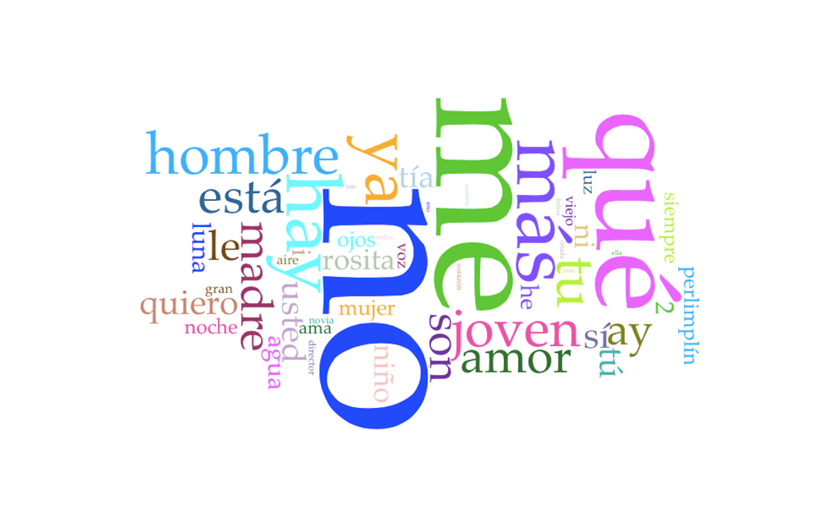 hombre
está
ya
tía
hay
no
me
más
qué
luz
viejo
siempre
luna
le
madre
ojos
rosita
voz
aire
gran
quiero
noche
usted
mujer
novia
ama
agua
director
niño
corazón
son
joven
amor
he
ni
tu
sí
tú
ay
2
perlimplín
ella